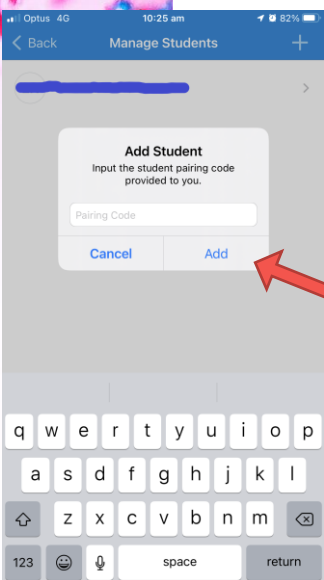 Optus 4G 10:25 am 82%
Back Manage Students +
Add Student
Input the student pairing code
provided to you.
Pairing Code
Cancel Add
q w e r t y u i o p
a s d f g h j k l
z x c v b n m
123 space return